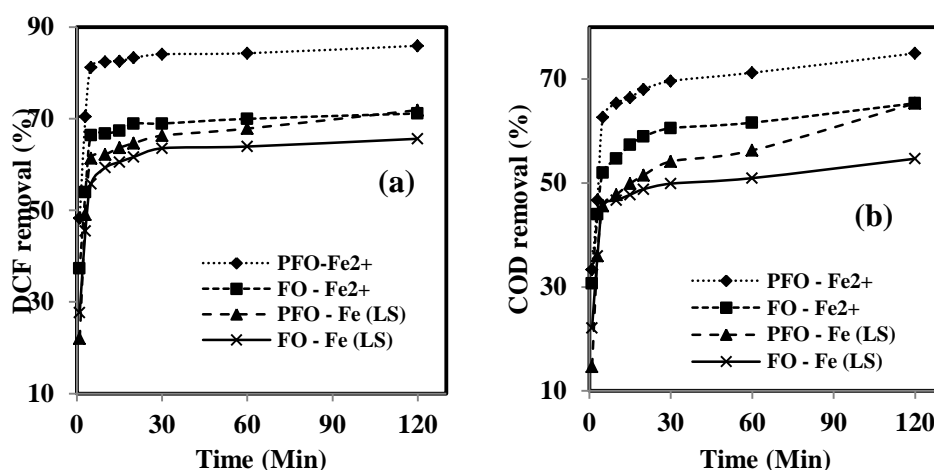 90
70
50
30
10
DCF removal (%)
(a)
PFO-Fe2+
FO - Fe2+
PFO - Fe (LS)
FO - Fe (LS)
0
30
60
90
120
Time (Min)
70
50
30
10
COD removal (%)
(b)
PFO - Fe2+
FO - Fe2+
PFO - Fe (LS)
FO - Fe (LS)
0
30
60
90
120
Time (Min)